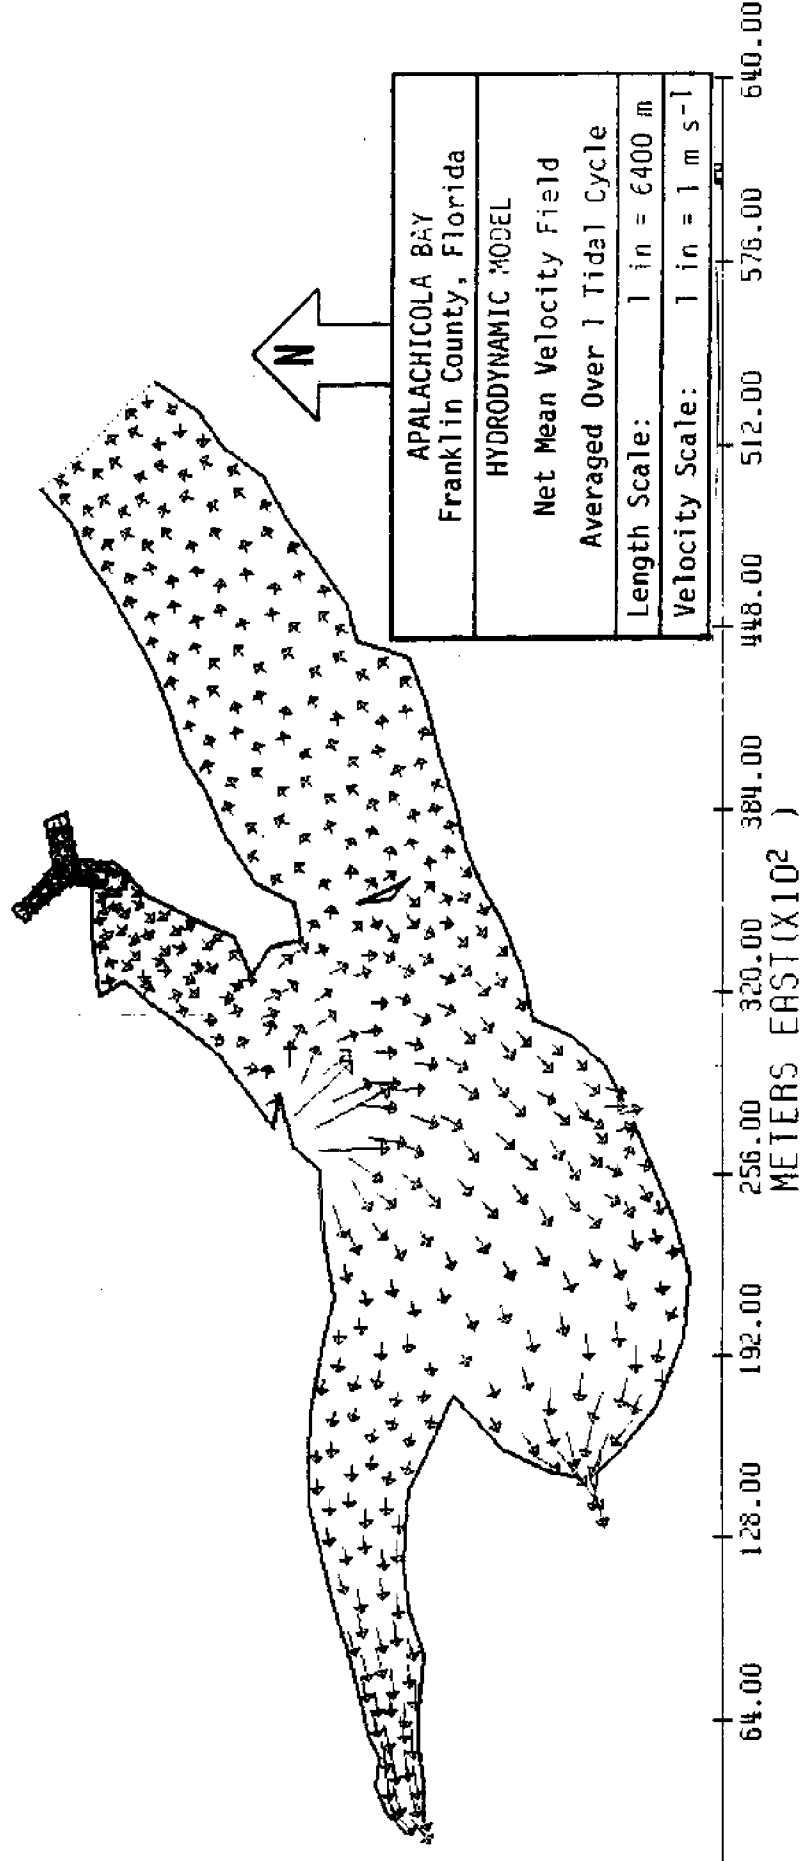 N
APALACHICOLA BAY
Franklin County, Florida
HYDRODYNAMIC MODEL
Net Mean Velocity Field
Averaged Over 1 Tidal Cycle
Length Scale: 1 in = 6400 m
Velocity Scale: 1 in = 1 m s-1
64.00 128.00 192.00 256.00 320.00 384.00 448.00 512.00 576.00 640.00
METERS EAST(X10² )